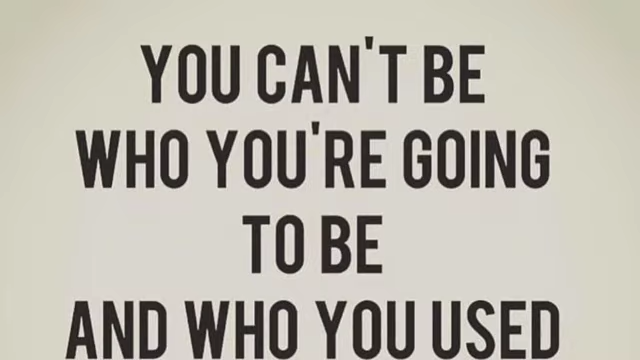 YOU CAN'T BE
WHO YOU'RE GOING
TO BE
AND WHO YOU USED